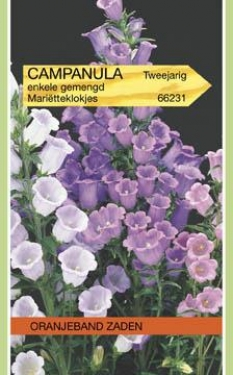 CAMPANULA Tweejarig
enkele gemengd
Mariëtteklokjes 66231
ORANJEBAND ZADEN